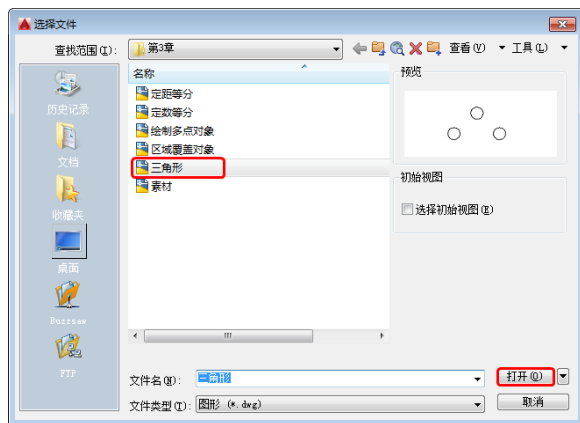 选择文件
查找范围(I): 第3章 查看(V) 工具(L)
历史记录
文档
收藏夹
桌面
Buzzsaw
FTP
名称
定距等分
定数等分
绘制多点对象
区域覆盖对象
三角形
素材
预览
初始视图
选择初始视图(E)
文件名(N): 三角形 打开(O)
文件类型(T): 图形 (*.dwg) 取消